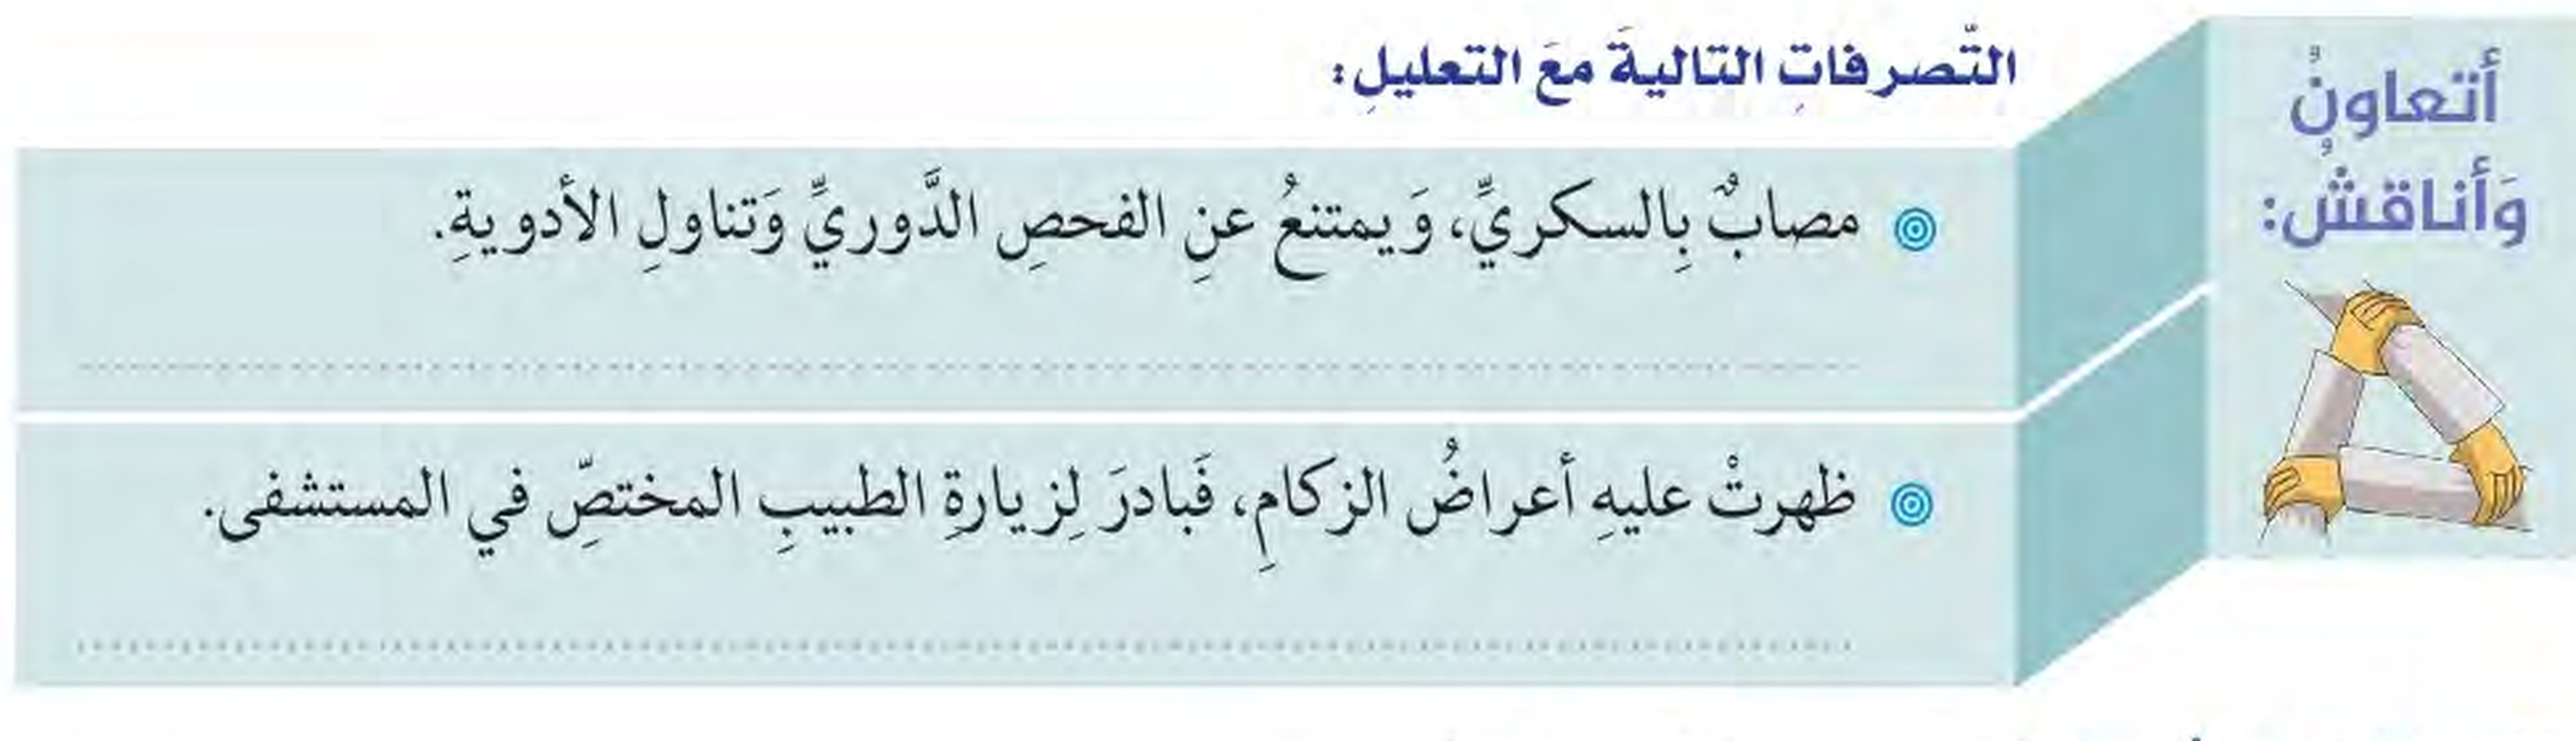 أتعاونُ
وَأناقشُ:
التّصرفاتِ التاليةَ معَ التعليلِ:
مصابٌ بِالسكريِّ، وَيمتنعُ عنِ الفحصِ الدَّوريِّ وَتناولِ الأدويةِ.
ظهرتْ عليهِ أعراضُ الزكامِ، فَبادرَ لِزيارةِ الطبيبِ المختصِّ في المستشفى.